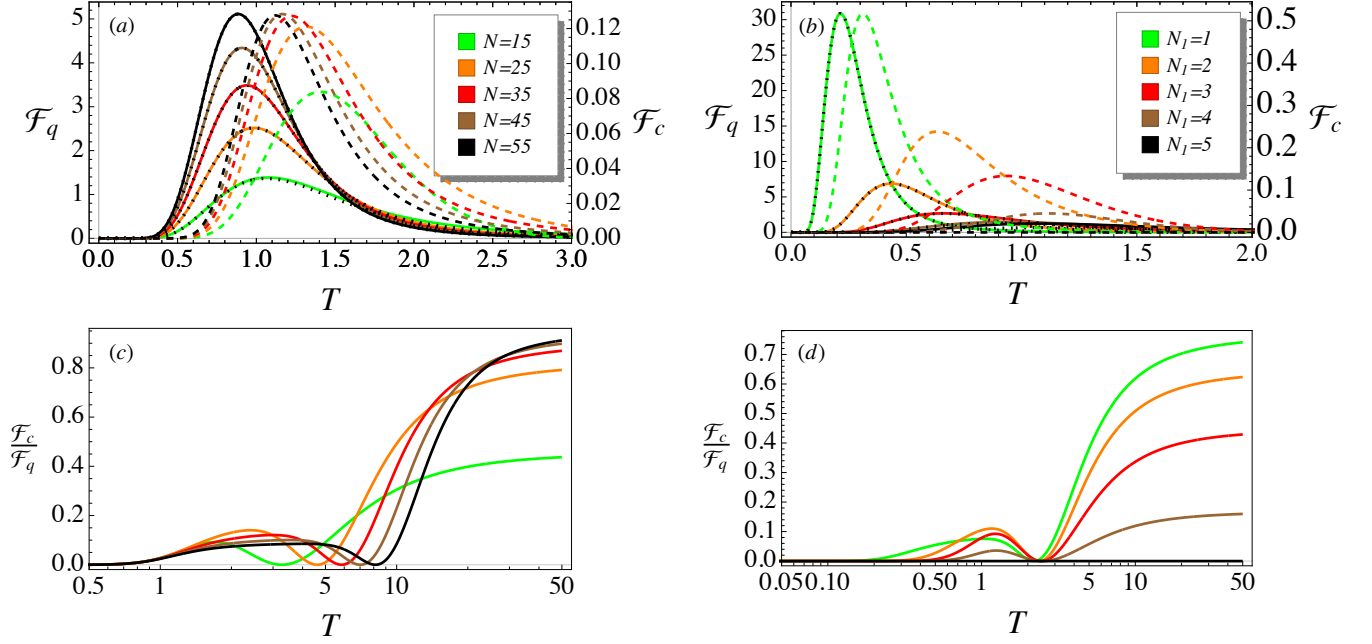 (a)
N=15
N=25
N=35
N=45
N=55
5
4
3
2
1
0
ℱq
0.12
0.10
0.08
0.06
0.04
0.02
0.00
ℱc
0.0 0.5 1.0 1.5 2.0 2.5 3.0
T
(b)
N1=1
N1=2
N1=3
N1=4
N1=5
30
25
20
15
10
5
0
ℱq
0.5
0.4
0.3
0.2
0.1
0.0
ℱc
0.0 0.5 1.0 1.5 2.0
T
(c)
0.8
0.6
0.4
0.2
0.0
ℱc
ℱq
0.5 1 5 10 50
T
(d)
0.7
0.6
0.5
0.4
0.3
0.2
0.1
0.0
ℱc
ℱq
0.05 0.10 0.50 1 5 10 50
T